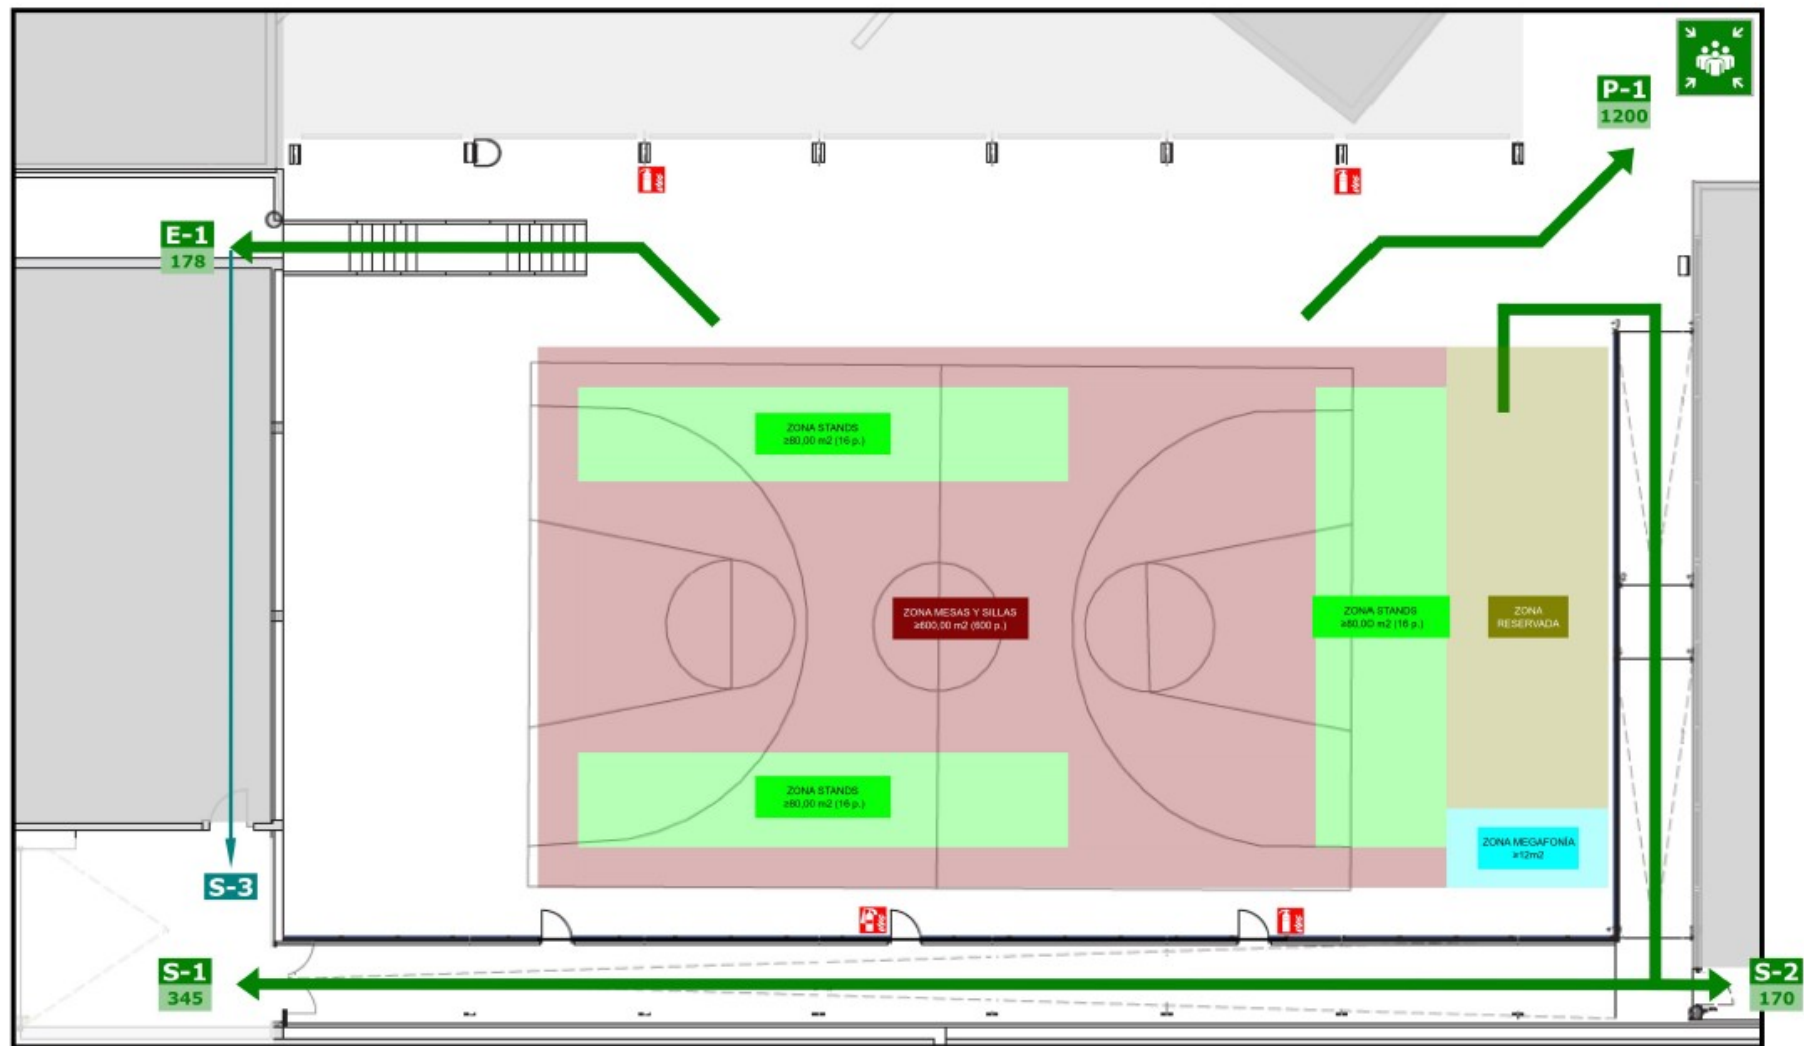 P-1
1200
E-1
178
ZONA STANDS
≥80,00 m2 (16 p.)
ZONA MESAS Y SILLAS
≥600,00 m2 (600 p.)
ZONA STANDS
≥80,00 m2 (16 p.)
ZONA
RESERVADA
ZONA STANDS
≥80,00 m2 (16 p.)
ZONA MEGAFONÍA
≥12m2
S-3
S-1
345
S-2
170